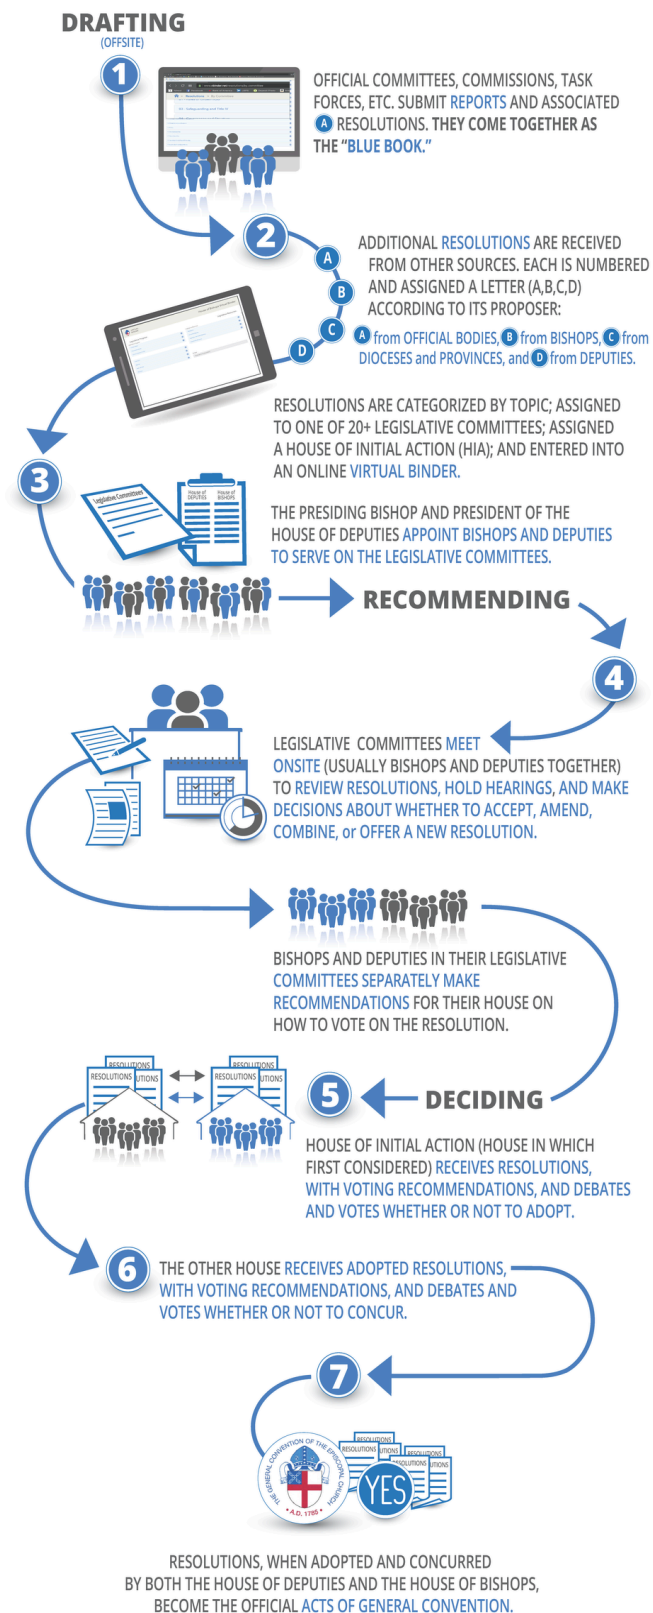 DRAFTING
(OFFSITE)
1
OFFICIAL COMMITTEES, COMMISSIONS, TASK
FORCES, ETC. SUBMIT REPORTS AND ASSOCIATED
A RESOLUTIONS. THEY COME TOGETHER AS
THE “BLUE BOOK.”
2
A
B
C
D
ADDITIONAL RESOLUTIONS ARE RECEIVED
FROM OTHER SOURCES. EACH IS NUMBERED
AND ASSIGNED A LETTER (A,B,C,D)
ACCORDING TO ITS PROPOSER:
A from OFFICIAL BODIES, B from BISHOPS, C from
DIOCESES and PROVINCES, and D from DEPUTIES.
RESOLUTIONS ARE CATEGORIZED BY TOPIC; ASSIGNED
TO ONE OF 20+ LEGISLATIVE COMMITTEES; ASSIGNED
A HOUSE OF INITIAL ACTION (HIA); AND ENTERED INTO
AN ONLINE VIRTUAL BINDER.
3
Legislative Committees
House of
DEPUTIES
House of
BISHOPS
THE PRESIDING BISHOP AND PRESIDENT OF THE
HOUSE OF DEPUTIES APPOINT BISHOPS AND DEPUTIES
TO SERVE ON THE LEGISLATIVE COMMITTEES.
RECOMMENDING
4
LEGISLATIVE COMMITTEES MEET
ONSITE (USUALLY BISHOPS AND DEPUTIES TOGETHER)
TO REVIEW RESOLUTIONS, HOLD HEARINGS, AND MAKE
DECISIONS ABOUT WHETHER TO ACCEPT, AMEND,
COMBINE, or OFFER A NEW RESOLUTION.
BISHOPS AND DEPUTIES IN THEIR LEGISLATIVE
COMMITTEES SEPARATELY MAKE
RECOMMENDATIONS FOR THEIR HOUSE ON
HOW TO VOTE ON THE RESOLUTION.
RESOLUTIONS
RESOLUTIONS UTIONS
RESOLUTIONS
RESOLUTIONS UTIONS
5
DECIDING
HOUSE OF INITIAL ACTION (HOUSE IN WHICH
FIRST CONSIDERED) RECEIVES RESOLUTIONS,
WITH VOTING RECOMMENDATIONS, AND DEBATES
AND VOTES WHETHER OR NOT TO ADOPT.
6
THE OTHER HOUSE RECEIVES ADOPTED RESOLUTIONS,
WITH VOTING RECOMMENDATIONS, AND DEBATES AND
VOTES WHETHER OR NOT TO CONCUR.
7
THE GENERAL CONVENTION OF THE EPISCOPAL CHURCH
• A.D. 1785 •
RESOLUTIONS
RESOLUTIONS UTIONS
RESOLUTIONS
RESOLUTIONS UTIONS
YES
RESOLUTIONS, WHEN ADOPTED AND CONCURRED
BY BOTH THE HOUSE OF DEPUTIES AND THE HOUSE OF BISHOPS,
BECOME THE OFFICIAL ACTS OF GENERAL CONVENTION.